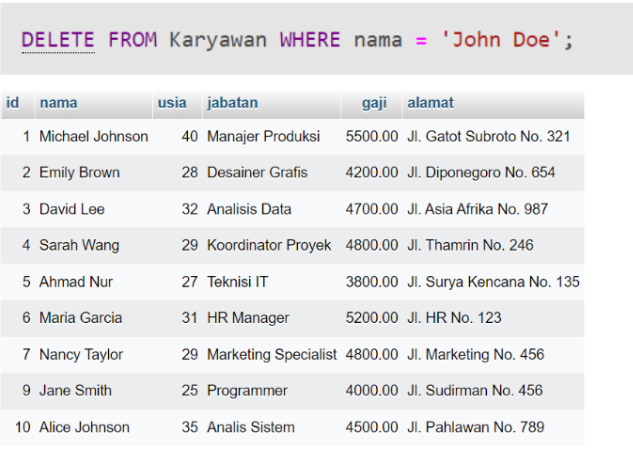 DELETE FROM Karyawan WHERE nama = 'John Doe';
id nama usia jabatan gaji alamat
1 Michael Johnson 40 Manajer Produksi 5500.00 Jl. Gatot Subroto No. 321
2 Emily Brown 28 Desainer Grafis 4200.00 Jl. Diponegoro No. 654
3 David Lee 32 Analisis Data 4700.00 Jl. Asia Afrika No. 987
4 Sarah Wang 29 Koordinator Proyek 4800.00 Jl. Thamrin No. 246
5 Ahmad Nur 27 Teknisi IT 3800.00 Jl. Surya Kencana No. 135
6 Maria Garcia 31 HR Manager 5200.00 Jl. HR No. 123
7 Nancy Taylor 29 Marketing Specialist 4800.00 Jl. Marketing No. 456
9 Jane Smith 25 Programmer 4000.00 Jl. Sudirman No. 456
10 Alice Johnson 35 Analis Sistem 4500.00 Jl. Pahlawan No. 789